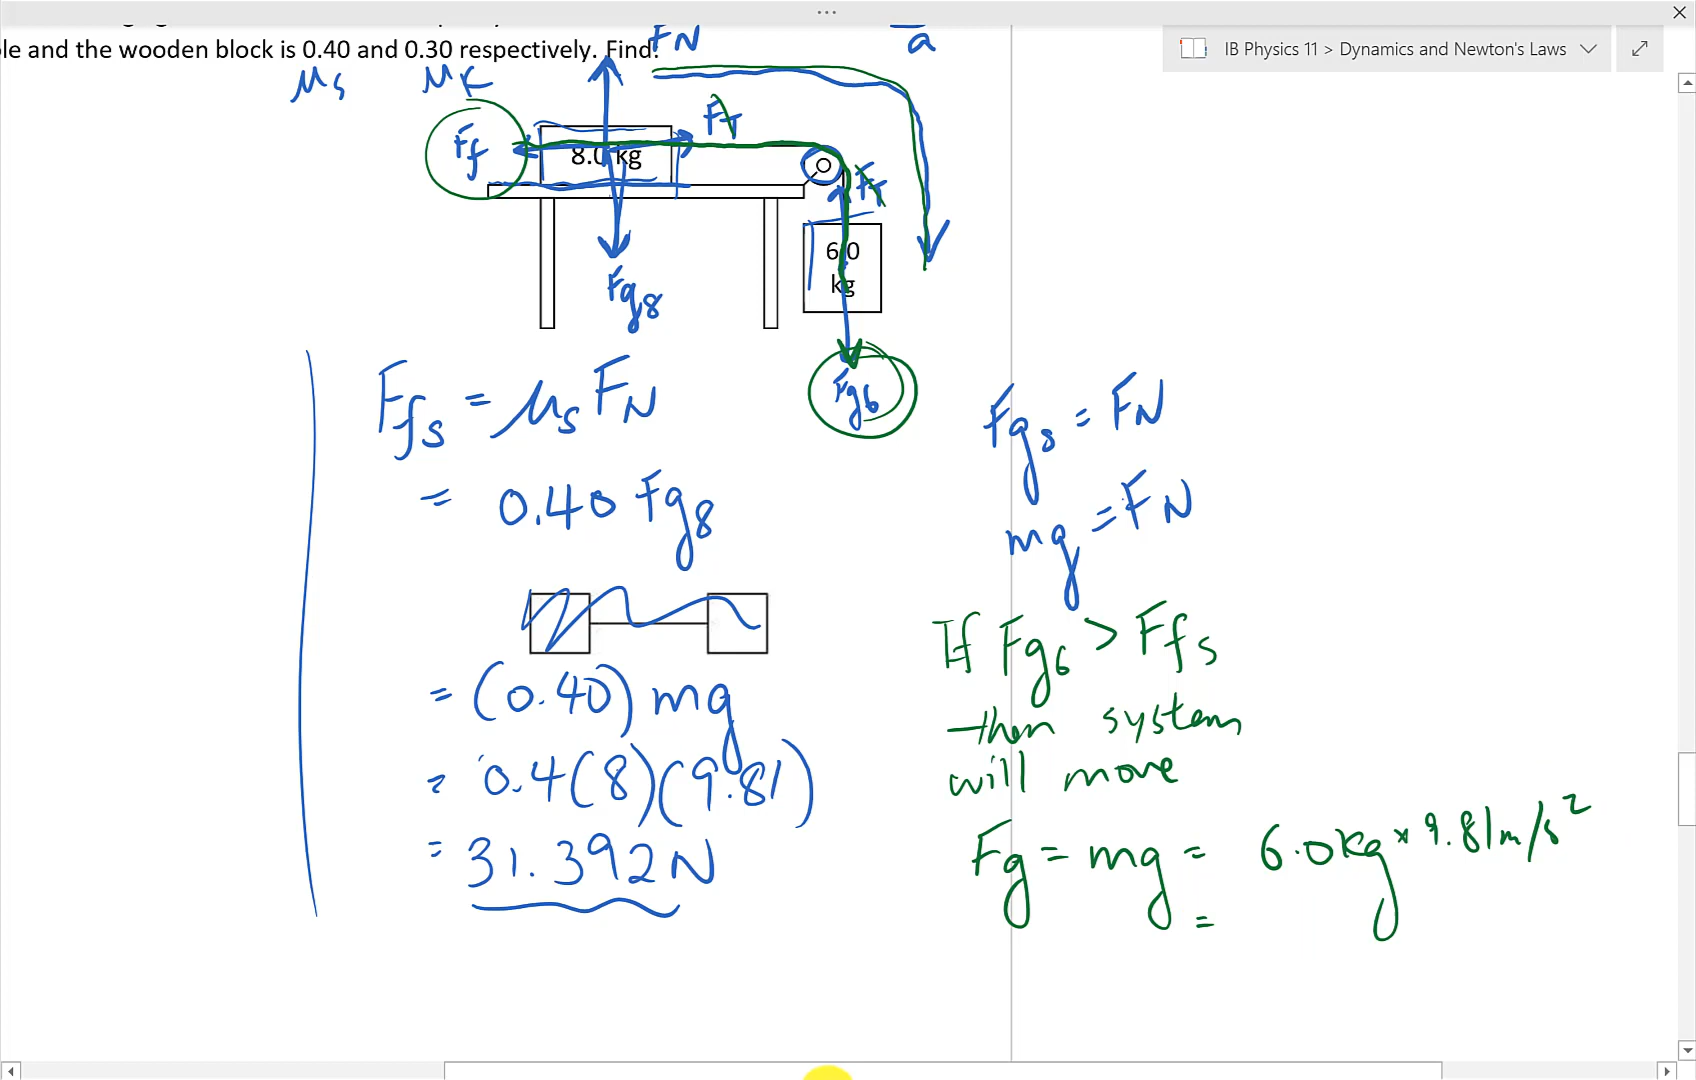 le and the wooden block is 0.40 and 0.30 respectively. Find:
IB Physics 11 > Dynamics and Newton's Laws
μs μk
FN
a
Ff
8.0 kg
FT
FT
6.0
kg
Fg8
Fg6
Ffs = μs FN
= 0.40 Fg8
= (0.40) mg
= 0.4(8)(9.81)
= 31.392 N
Fg8 = FN
mg = FN
If Fg6 > Ffs
then system
will move
Fg = mg = 6.0kg × 9.81m/s²
=